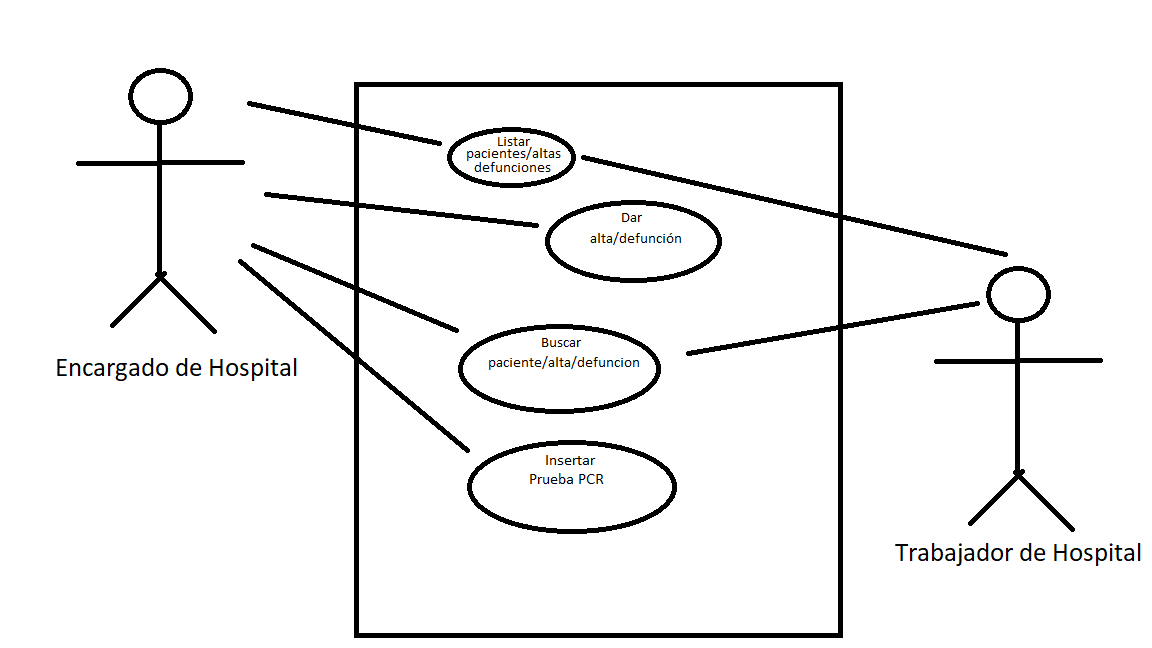 Listar
pacientes/altas
defunciones
Dar
alta/defunción
Buscar
paciente/alta/defuncion
Encargado de Hospital
Insertar
Prueba PCR
Trabajador de Hospital